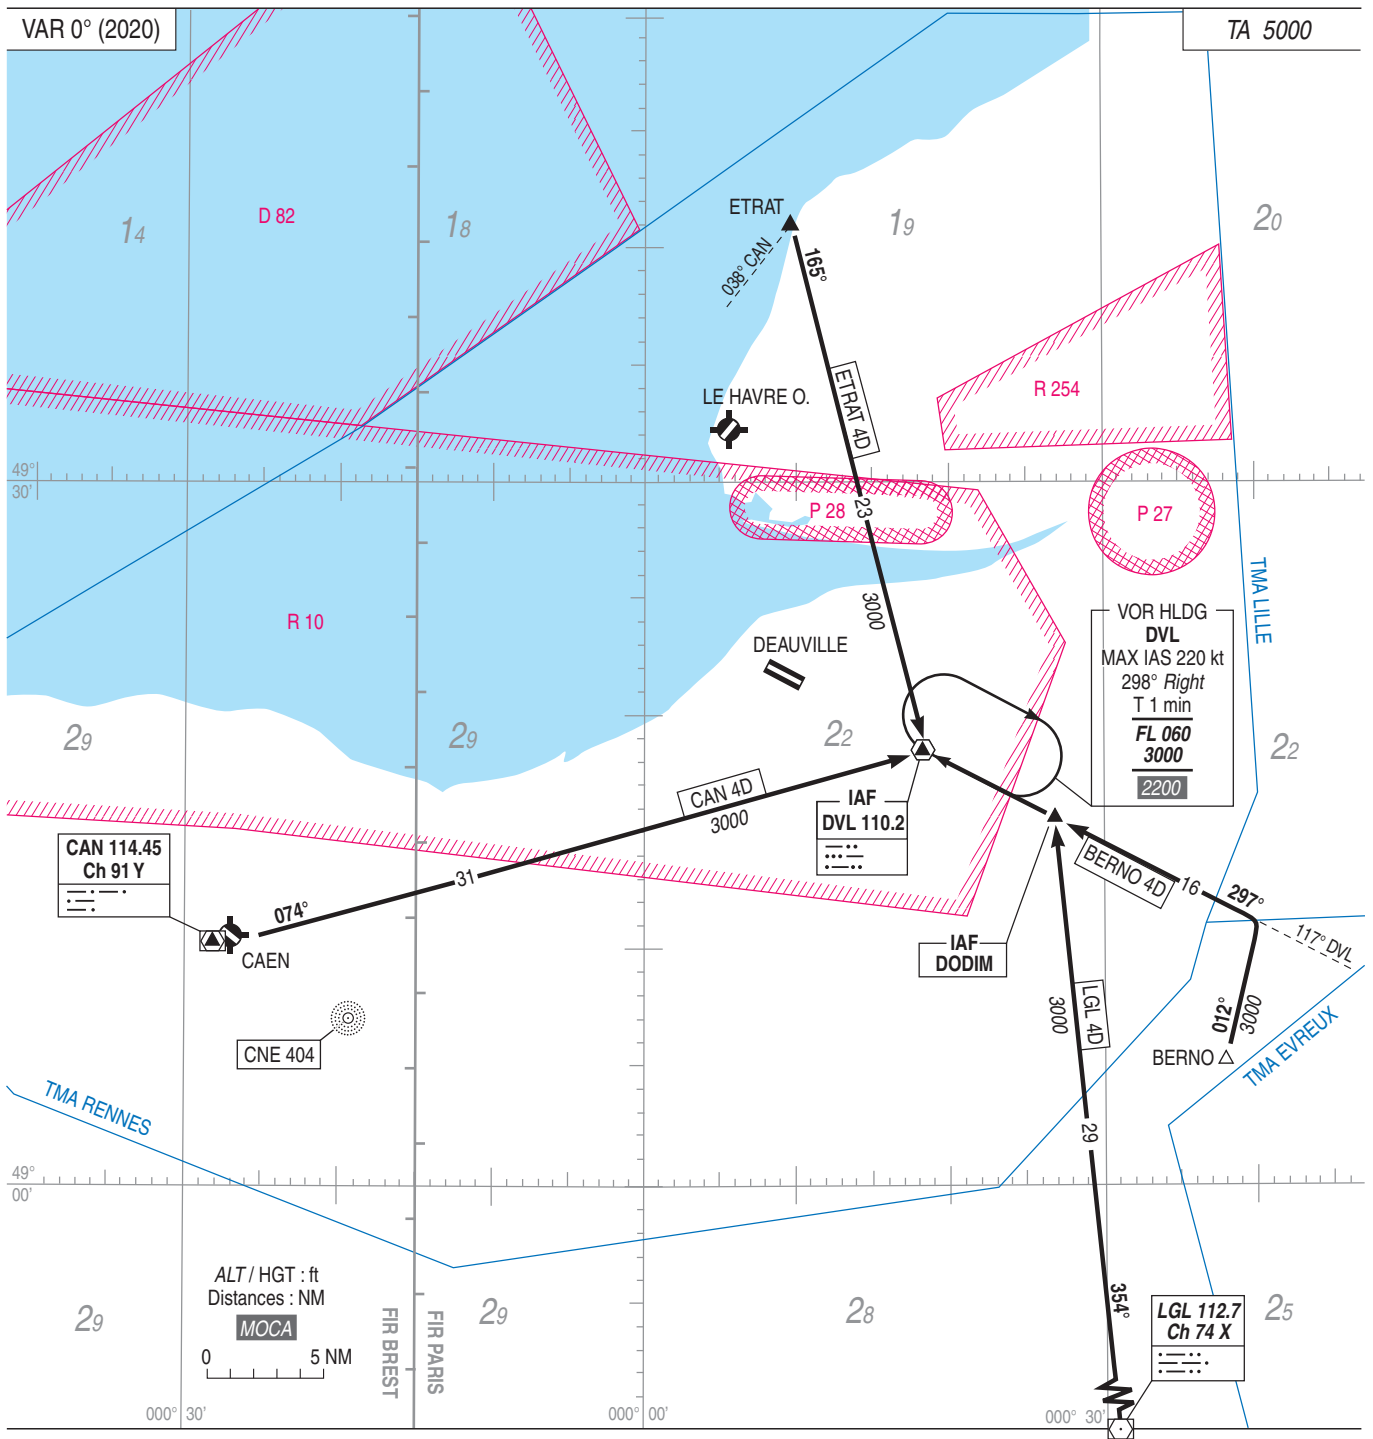 VAR 0° (2020)
TA 5000
ETRAT
D 82
14
18
19
20
038° CAN
165°
R 254
ETRAT 4D
LE HAVRE O.
49°
30'
P 28
23
P 27
TMA LILLE
R 10
3000
VOR HLDG
DVL
MAX IAS 220 kt
298° Right
T 1 min
FL 060
3000
2200
DEAUVILLE
29
29
22
22
CAN 4D
3000
IAF
DVL 110.2
CAN 114.45
Ch 91 Y
31
BERNO 4D
16
297°
074°
117° DVL
CAEN
IAF
DODIM
LGL 4D
3000
012°
3000
CNE 404
BERNO
TMA EVREUX
TMA RENNES
29
49°
00'
ALT / HGT : ft
Distances : NM
MOCA
0 5 NM
29
29
28
25
FIR BREST
FIR PARIS
354°
LGL 112.7
Ch 74 X
000° 30'
000° 00'
000° 30'